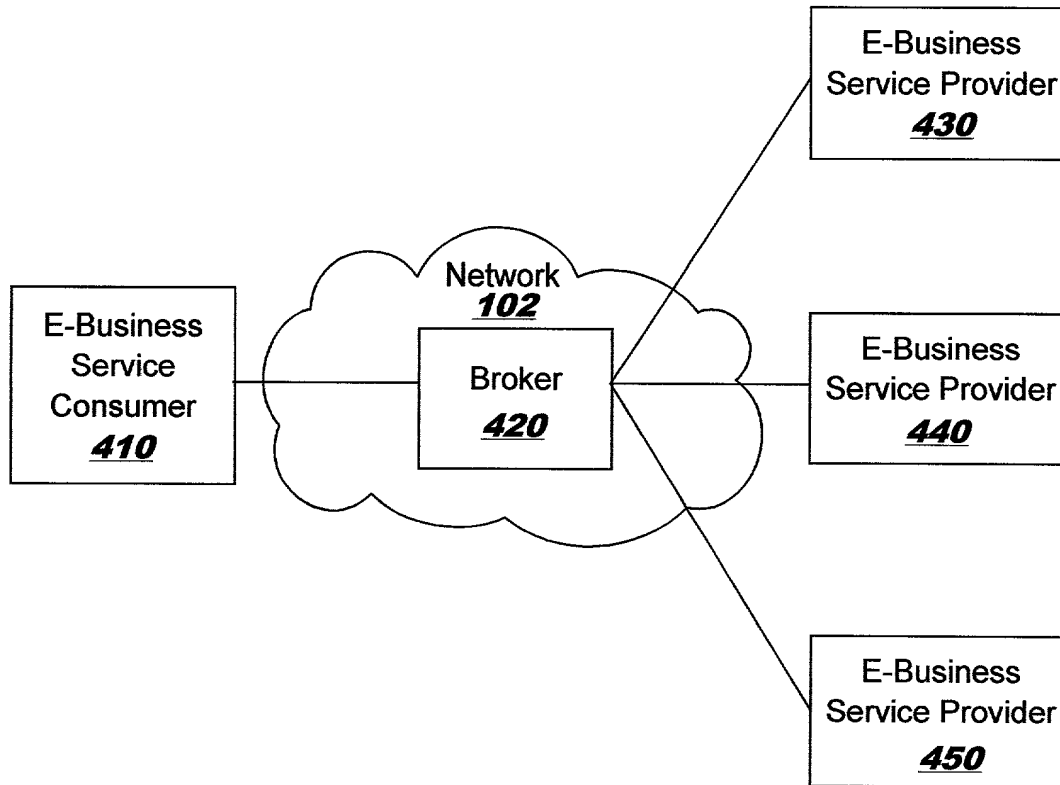 E-Business
Service Provider
430
Network
102
E-Business
Service
Consumer
410
Broker
420
E-Business
Service Provider
440
E-Business
Service Provider
450